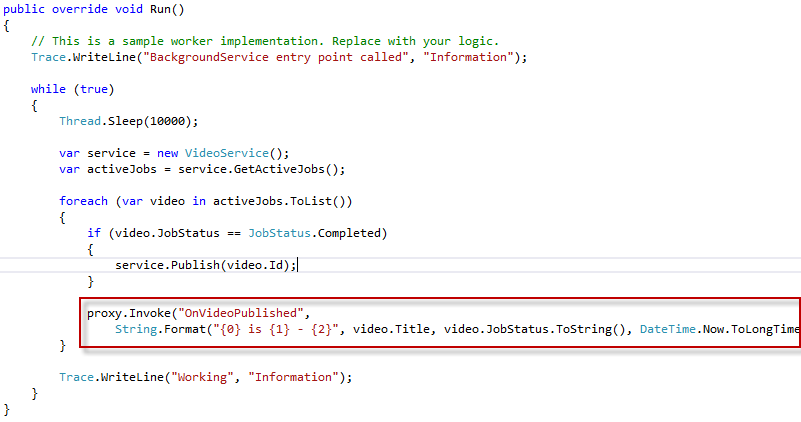 public override void Run()
{
// This is a sample worker implementation. Replace with your logic.
Trace.WriteLine("BackgroundService entry point called", "Information");
while (true)
{
Thread.Sleep(10000);
var service = new VideoService();
var activeJobs = service.GetActiveJobs();
foreach (var video in activeJobs.ToList())
{
if (video.JobStatus == JobStatus.Completed)
{
service.Publish(video.Id);
}
proxy.Invoke("OnVideoPublished",
String.Format("{0} is {1} - {2}", video.Title, video.JobStatus.ToString(), DateTime.Now.ToLongTime
}
Trace.WriteLine("Working", "Information");
}
}